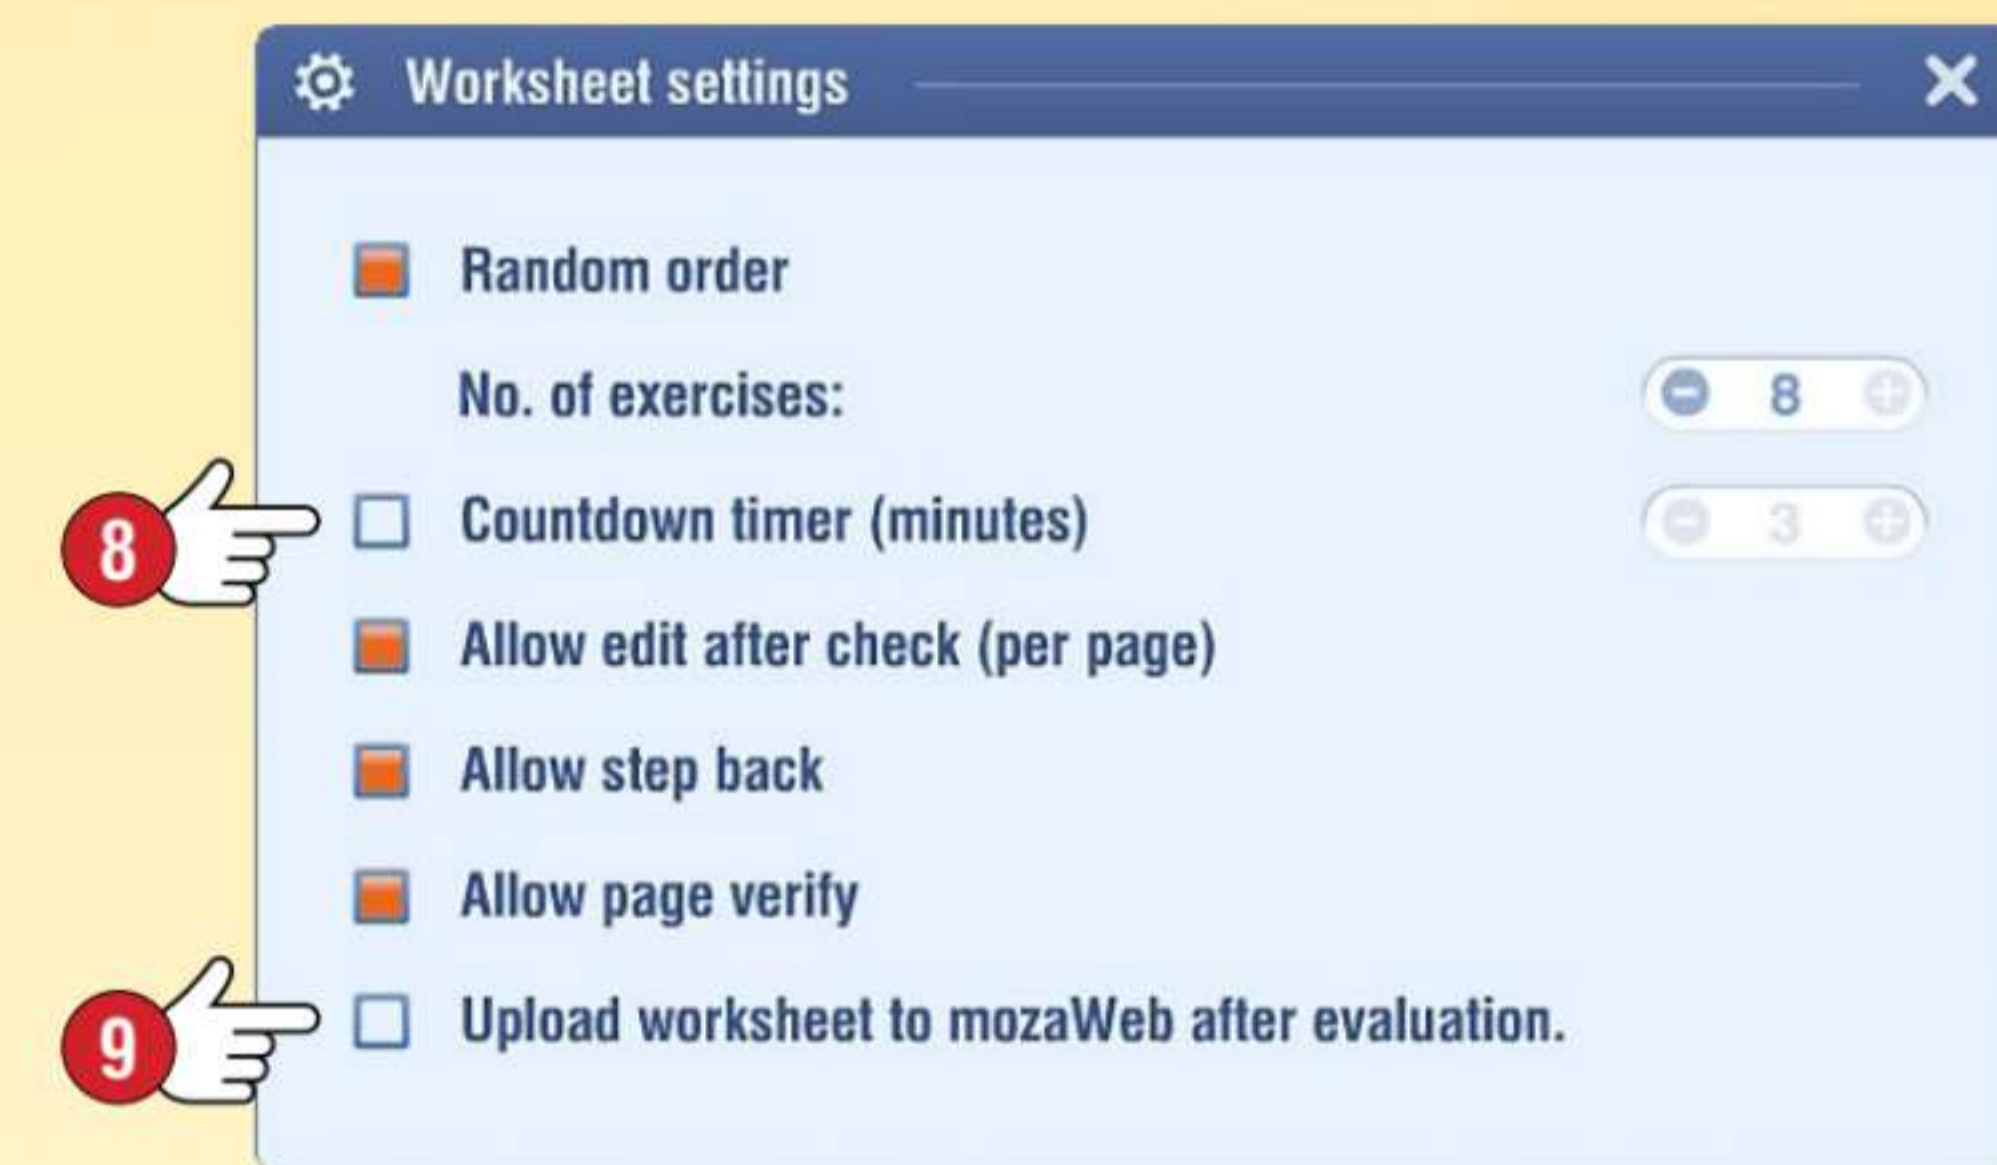 Worksheet settings
Random order
No. of exercises: 8
8 Countdown timer (minutes) 3
Allow edit after check (per page)
Allow step back
Allow page verify
9 Upload worksheet to mozaWeb after evaluation.